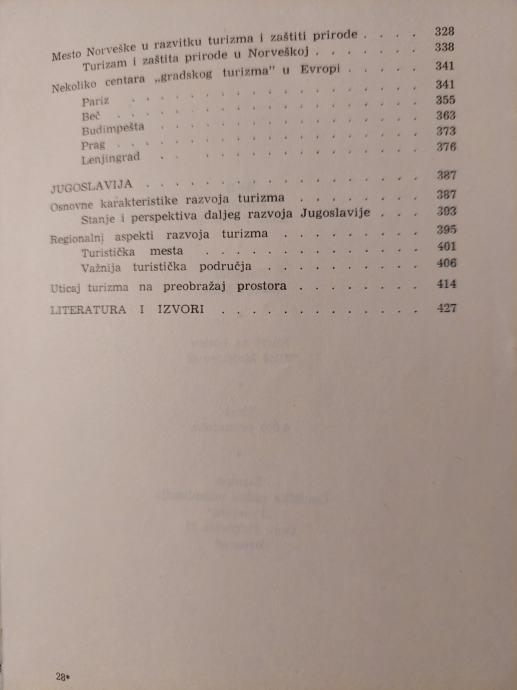 Mesto Norveške u razvitku turizma i zaštiti prirode . . . . 328
Turizam i zaštita prirode u Norveškoj . . . . . . 338
Nekoliko centara „gradskog turizma" u Evropi . . . . . 341
Pariz . . . . . . . . . . . . . 341
Beč . . . . . . . . . . . . . . 355
Budimpešta . . . . . . . . . . . . 363
Prag . . . . . . . . . . . . . . 373
Lenjingrad . . . . . . . . . . . . 376
JUGOSLAVIJA . . . . . . . . . . . . . 387
Osnovne karakteristike razvoja turizma . . . . . . . 387
Stanje i perspektiva daljeg razvoja Jugoslavije . . . 393
Regionalni aspekti razvoja turizma . . . . . . . . 395
Turistička mesta . . . . . . . . . . . 401
Važnija turistička područja . . . . . . . . . 406
Uticaj turizma na preobražaj prostora . . . . . . . 414
LITERATURA I IZVORI . . . . . . . . . . . 427
28*